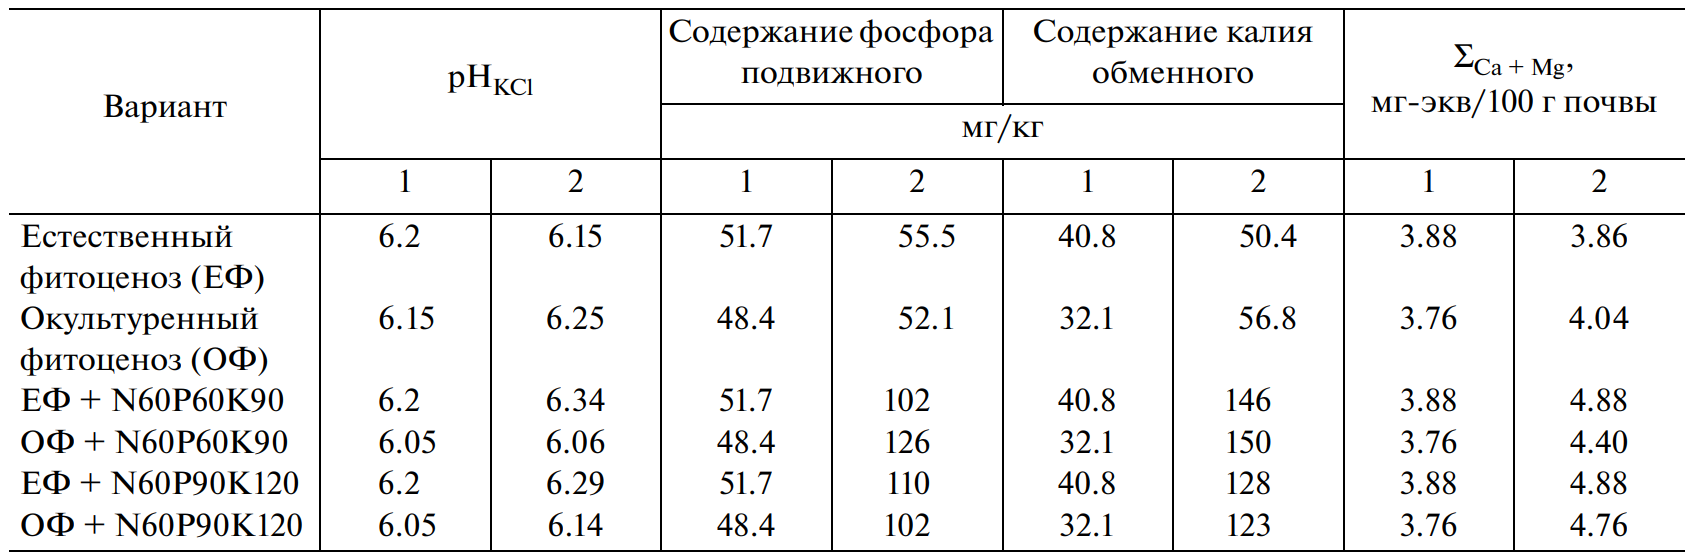 Вариант
pHKCl
Содержание фосфора
подвижного
Содержание калия
обменного
ΣCa + Mg,
мг-экв/100 г почвы
мг/кг
1 2 1 2 1 2 1 2
Естественный 6.2 6.15 51.7 55.5 40.8 50.4 3.88 3.86
фитоценоз (ЕФ)
Окультуренный 6.15 6.25 48.4 52.1 32.1 56.8 3.76 4.04
фитоценоз (ОФ)
ЕФ + N60P60K90 6.2 6.34 51.7 102 40.8 146 3.88 4.88
ОФ + N60P60K90 6.05 6.06 48.4 126 32.1 150 3.76 4.40
ЕФ + N60P90K120 6.2 6.29 51.7 110 40.8 128 3.88 4.88
ОФ + N60P90K120 6.05 6.14 48.4 102 32.1 123 3.76 4.76